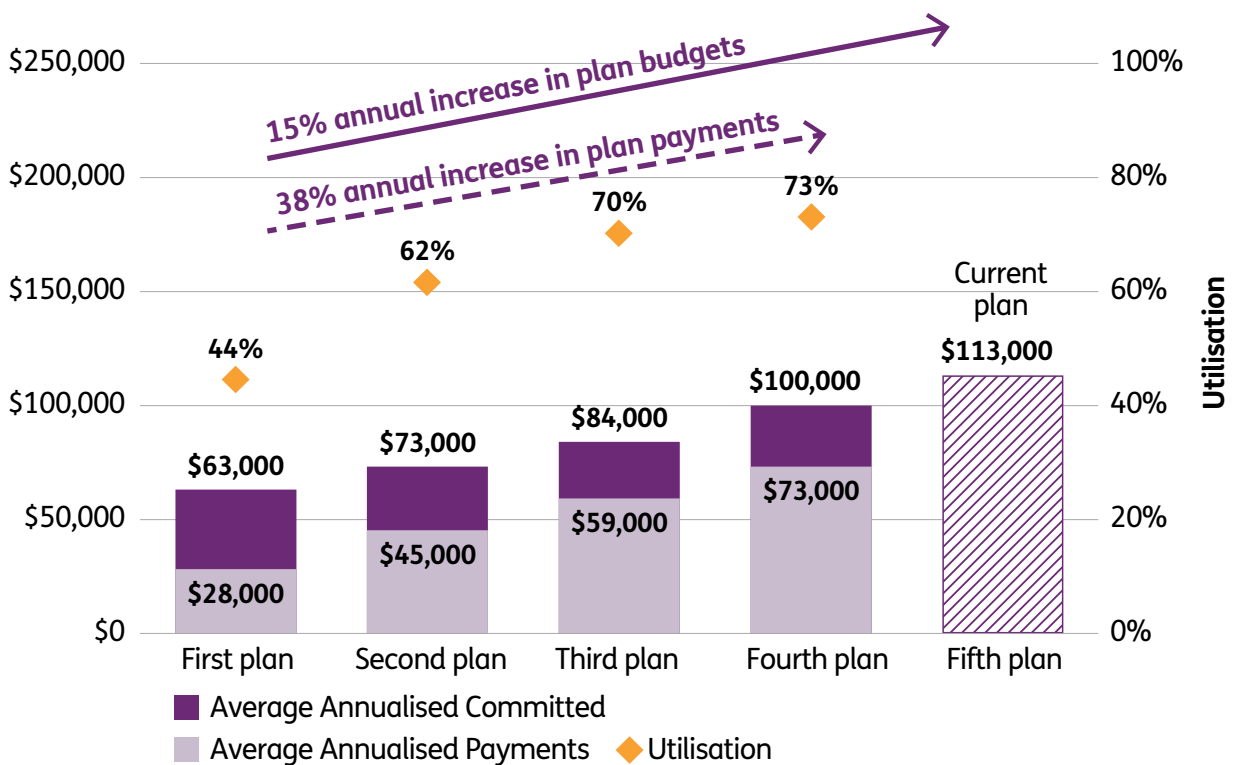 $250,000
$200,000
$150,000
$100,000
$50,000
$0
100%
80%
60%
40%
20%
0%
Utilisation
15% annual increase in plan budgets
38% annual increase in plan payments
44%
62%
70%
73%
Current
plan
$63,000
$28,000
$73,000
$45,000
$84,000
$59,000
$100,000
$73,000
$113,000
First plan
Second plan
Third plan
Fourth plan
Fifth plan
Average Annualised Committed
Average Annualised Payments
Utilisation